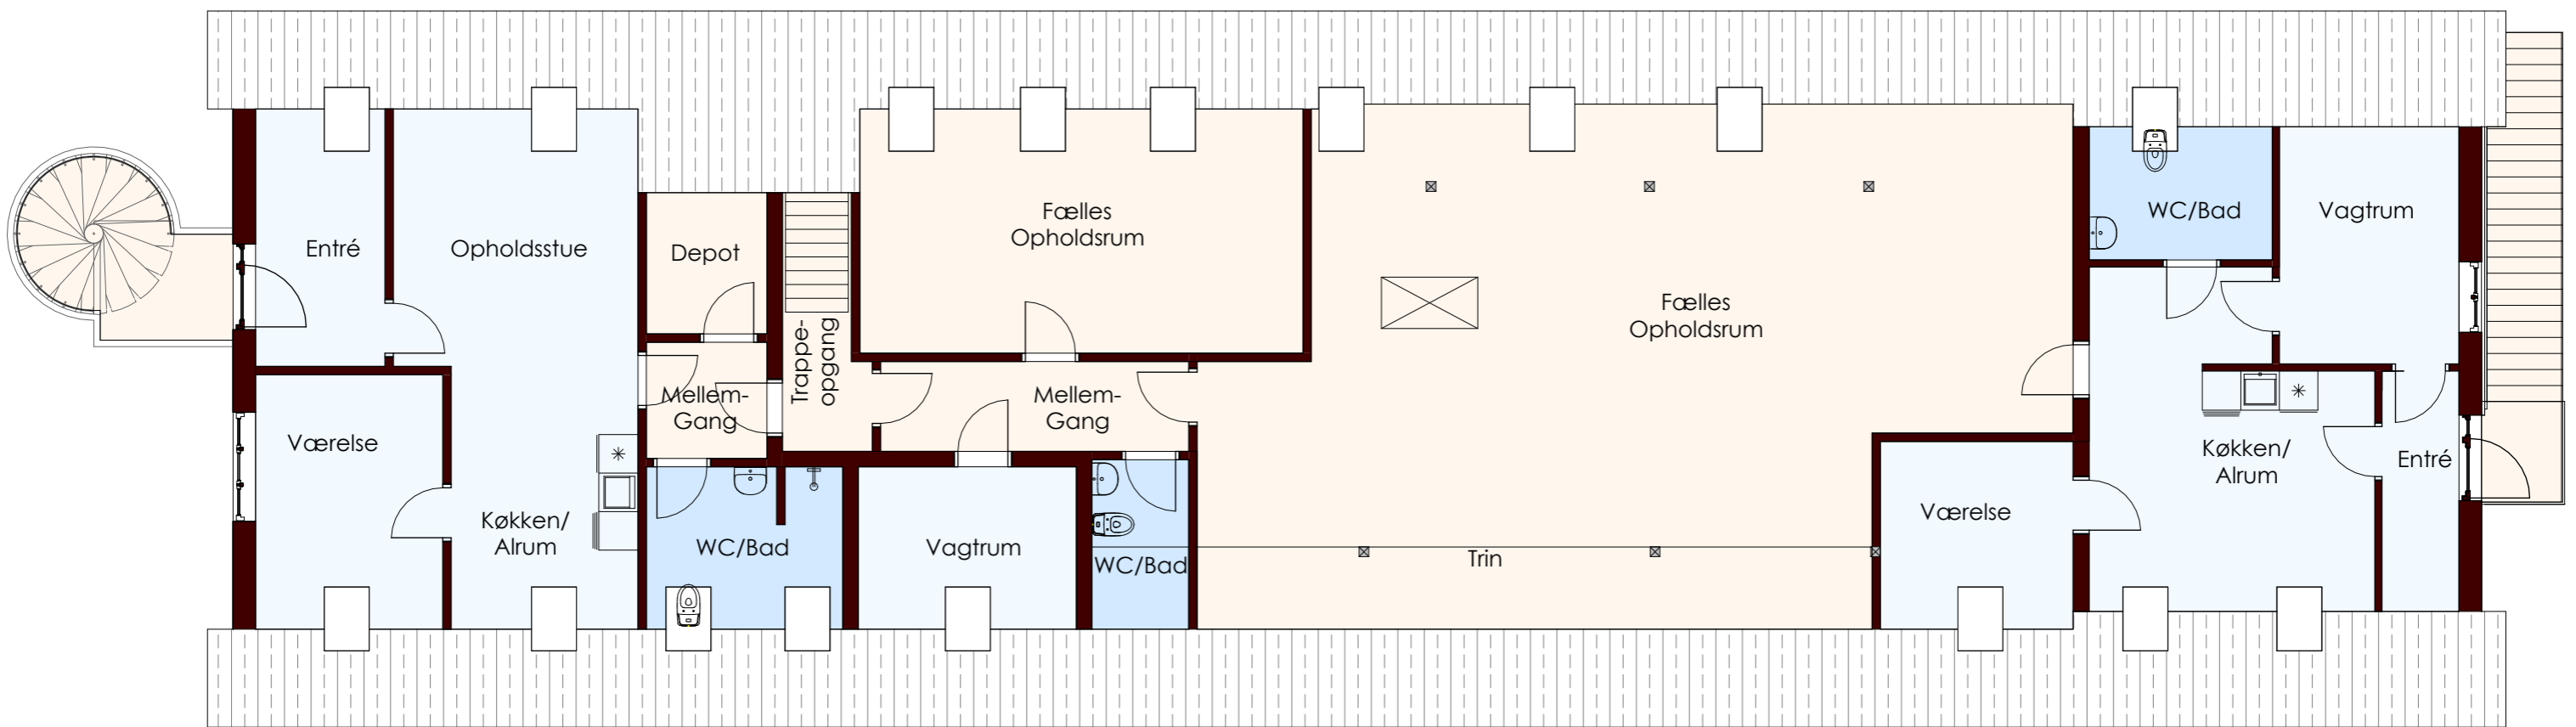 Entré
Opholdsstue
Depot
Trappe-
opgang
Fælles
Opholdsrum
Fælles
Opholdsrum
WC/Bad
Vagtrum
Værelse
Køkken/
Alrum
Mellem-
Gang
WC/Bad
Vagtrum
Mellem-
Gang
WC/Bad
Trin
Værelse
Køkken/
Alrum
Entré